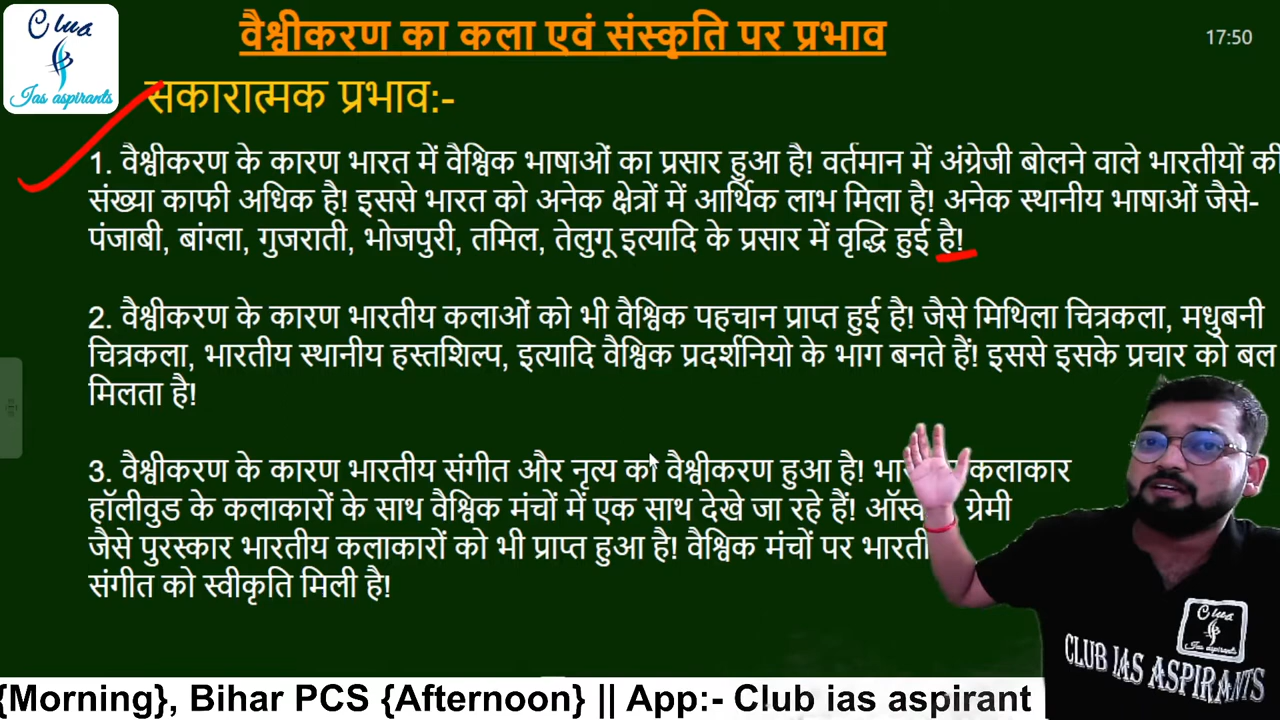 Club
Ias aspirants
वैश्वीकरण का कला एवं संस्कृति पर प्रभाव
17:50
सकारात्मक प्रभाव:-
1. वैश्वीकरण के कारण भारत में वैश्विक भाषाओं का प्रसार हुआ है! वर्तमान में अंग्रेजी बोलने वाले भारतीयों की
संख्या काफी अधिक है! इससे भारत को अनेक क्षेत्रों में आर्थिक लाभ मिला है! अनेक स्थानीय भाषाओं जैसे-
पंजाबी, बांग्ला, गुजराती, भोजपुरी, तमिल, तेलुगू इत्यादि के प्रसार में वृद्धि हुई है!
2. वैश्वीकरण के कारण भारतीय कलाओं को भी वैश्विक पहचान प्राप्त हुई है! जैसे मिथिला चित्रकला, मधुबनी
चित्रकला, भारतीय स्थानीय हस्तशिल्प, इत्यादि वैश्विक प्रदर्शनियो के भाग बनते हैं! इससे इसके प्रचार को बल
मिलता है!
3. वैश्वीकरण के कारण भारतीय संगीत और नृत्य का वैश्वीकरण हुआ है! कलाकार
हॉलीवुड के कलाकारों के साथ वैश्विक मंचों में एक साथ देखे जा रहे हैं! ग्रेमी
जैसे पुरस्कार भारतीय कलाकारों को भी प्राप्त हुआ है! वैश्विक मंचों पर
संगीत को स्वीकृति मिली है!
Club
Ias aspirants
CLUB IAS ASPIRANTS
{Morning}, Bihar PCS {Afternoon} || App:- Club ias aspirant